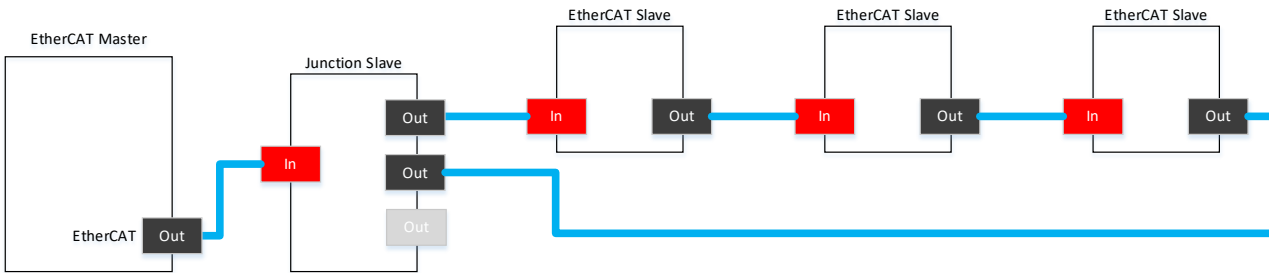 EtherCAT Slave
EtherCAT Slave
EtherCAT Slave
EtherCAT Master
Junction Slave
Out
In
Out
In
Out
In
Out
In
Out
Out
EtherCAT
Out